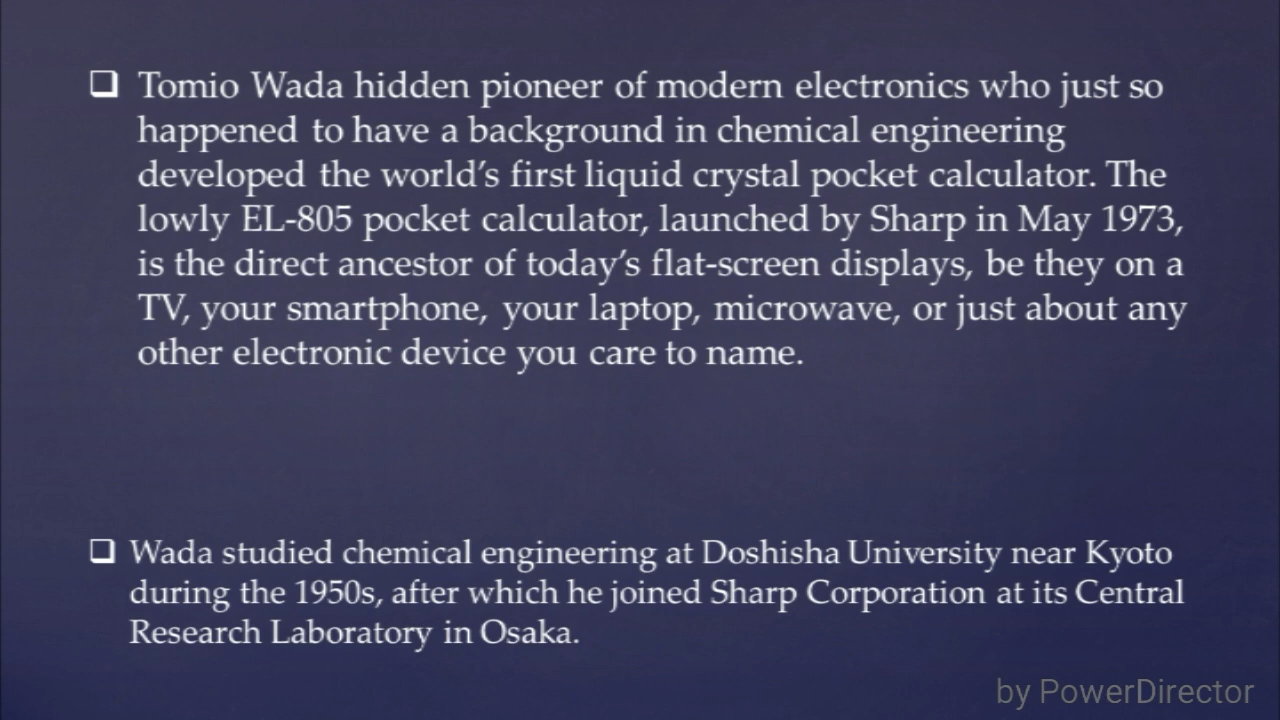 Tomio Wada hidden pioneer of modern electronics who just so
happened to have a background in chemical engineering
developed the world's first liquid crystal pocket calculator. The
lowly EL-805 pocket calculator, launched by Sharp in May 1973,
is the direct ancestor of today's flat-screen displays, be they on a
TV, your smartphone, your laptop, microwave, or just about any
other electronic device you care to name.
Wada studied chemical engineering at Doshisha University near Kyoto
during the 1950s, after which he joined Sharp Corporation at its Central
Research Laboratory in Osaka.
by PowerDirector